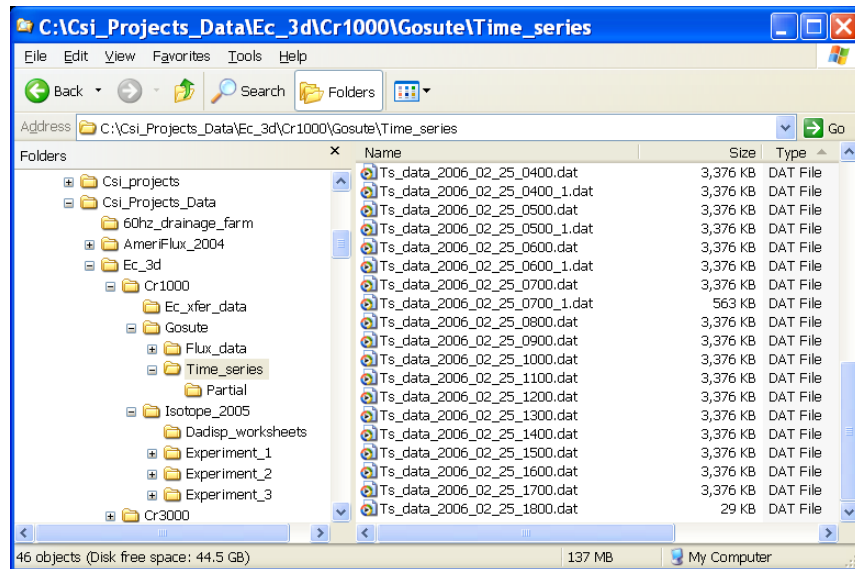 C:\Csi_Projects_Data\Ec_3d\Cr1000\Gosute\Time_series
File Edit View Favorites Tools Help
Back Search Folders
Address C:\Csi_Projects_Data\Ec_3d\Cr1000\Gosute\Time_series Go
Folders
Csi_projects
Csi_Projects_Data
60hz_drainage_farm
AmeriFlux_2004
Ec_3d
Cr1000
Ec_xfer_data
Gosute
Flux_data
Time_series
Partial
Isotope_2005
Dadisp_worksheets
Experiment_1
Experiment_2
Experiment_3
Cr3000
Name Size Type
Ts_data_2006_02_25_0400.dat 3,376 KB DAT File
Ts_data_2006_02_25_0400_1.dat 3,376 KB DAT File
Ts_data_2006_02_25_0500.dat 3,376 KB DAT File
Ts_data_2006_02_25_0500_1.dat 3,376 KB DAT File
Ts_data_2006_02_25_0600.dat 3,376 KB DAT File
Ts_data_2006_02_25_0600_1.dat 3,376 KB DAT File
Ts_data_2006_02_25_0700.dat 3,376 KB DAT File
Ts_data_2006_02_25_0700_1.dat 563 KB DAT File
Ts_data_2006_02_25_0800.dat 3,376 KB DAT File
Ts_data_2006_02_25_0900.dat 3,376 KB DAT File
Ts_data_2006_02_25_1000.dat 3,376 KB DAT File
Ts_data_2006_02_25_1100.dat 3,376 KB DAT File
Ts_data_2006_02_25_1200.dat 3,376 KB DAT File
Ts_data_2006_02_25_1300.dat 3,376 KB DAT File
Ts_data_2006_02_25_1400.dat 3,376 KB DAT File
Ts_data_2006_02_25_1500.dat 3,376 KB DAT File
Ts_data_2006_02_25_1600.dat 3,376 KB DAT File
Ts_data_2006_02_25_1700.dat 3,376 KB DAT File
Ts_data_2006_02_25_1800.dat 29 KB DAT File
46 objects (Disk free space: 44.5 GB) 137 MB My Computer